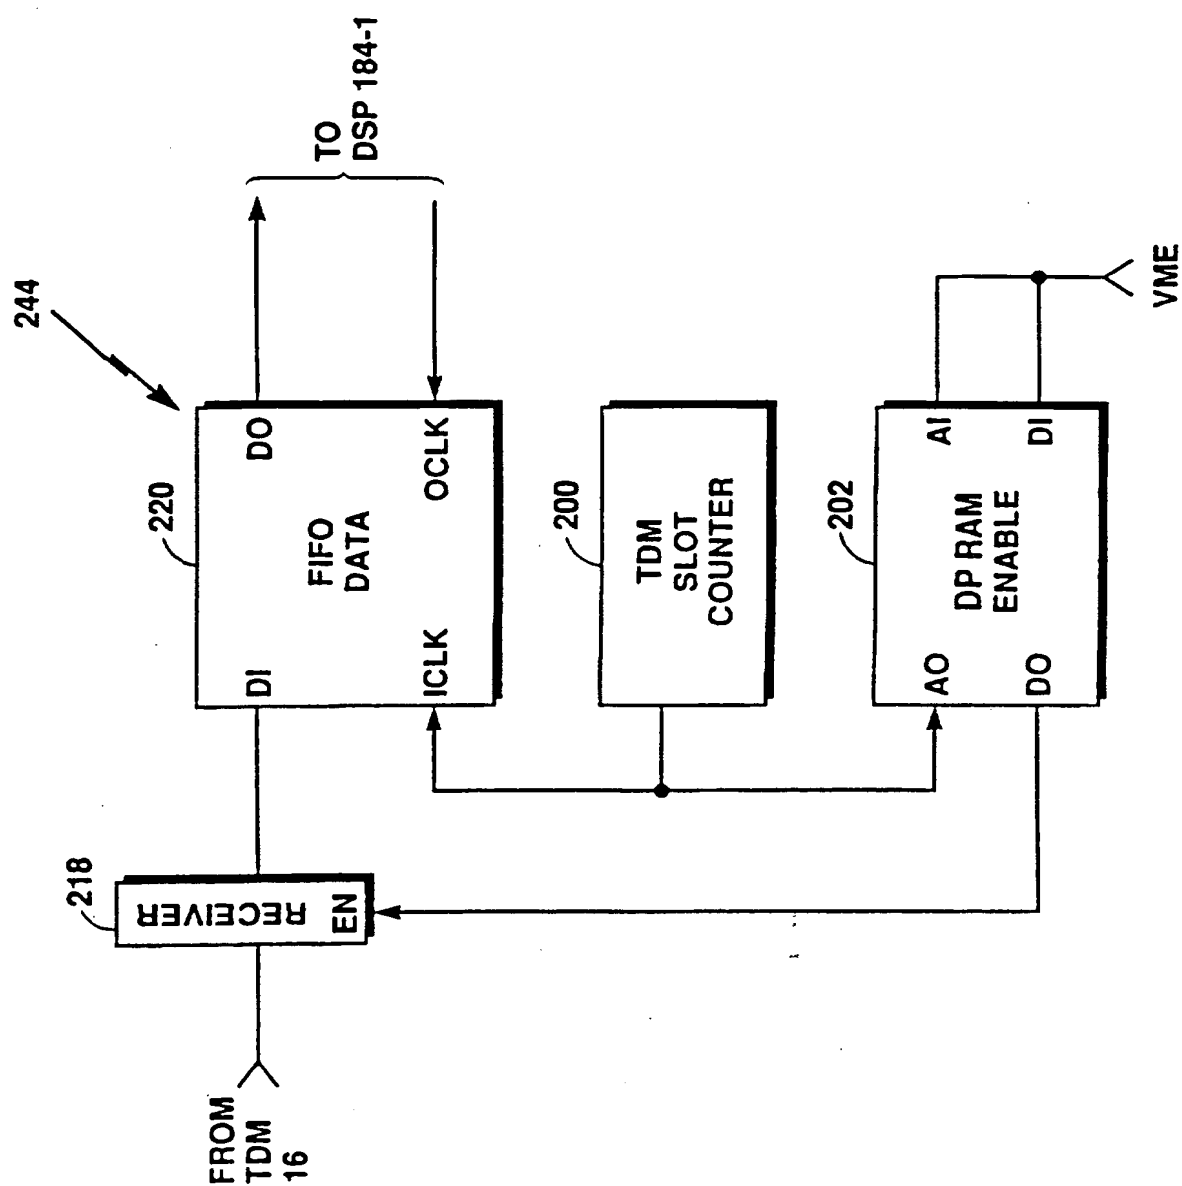 244
TO
DSP 184-1
220
DO
OCLK
FIFO
DATA
DI
ICLK
200
TDM
SLOT
COUNTER
202
AI
DI
DP RAM
ENABLE
AO
DO
VME
218
RECEIVER
EN
FROM
TDM
16